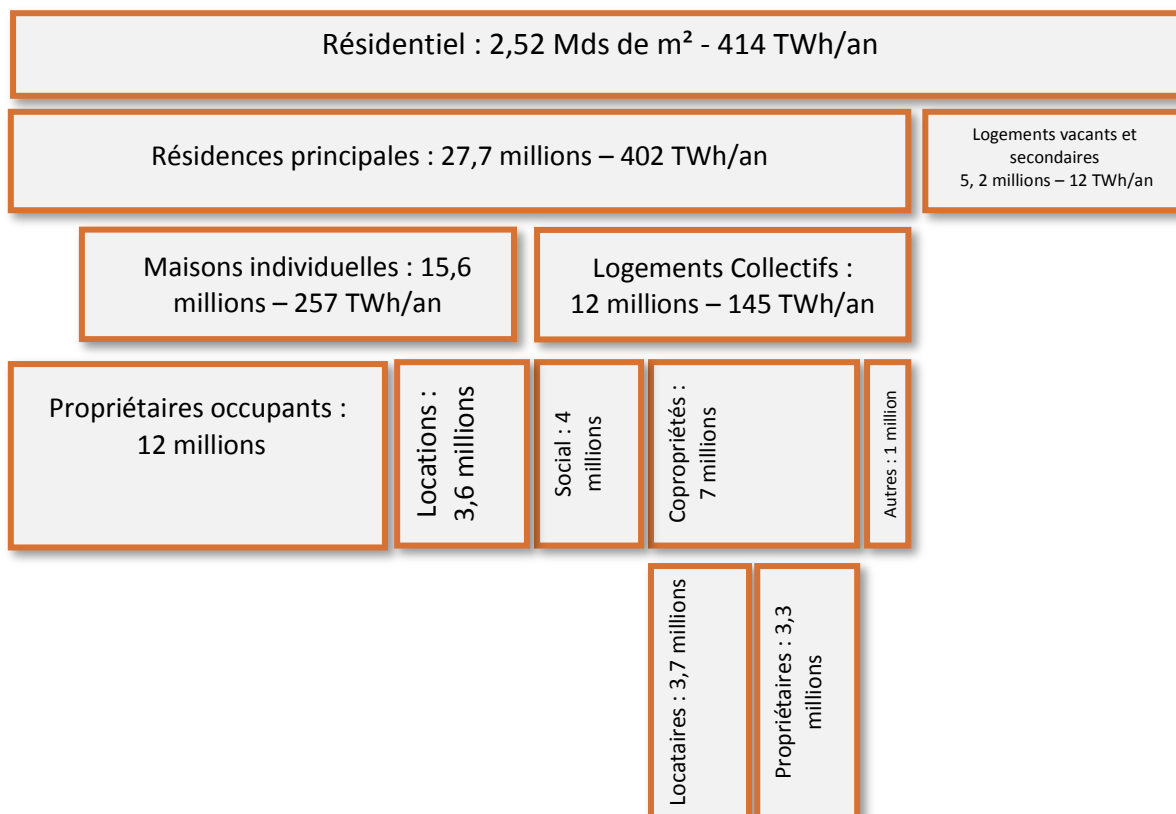 Résidentiel : 2,52 Mds de m² - 414 TWh/an
Résidences principales : 27,7 millions – 402 TWh/an
Logements vacants et
secondaires
5, 2 millions – 12 TWh/an
Maisons individuelles : 15,6
millions – 257 TWh/an
Logements Collectifs :
12 millions – 145 TWh/an
Propriétaires occupants :
12 millions
Locations :
3,6 millions
Social : 4
millions
Copropriétés :
7 millions
Autres : 1 million
Locataires : 3,7 millions
Propriétaires : 3,3
millions